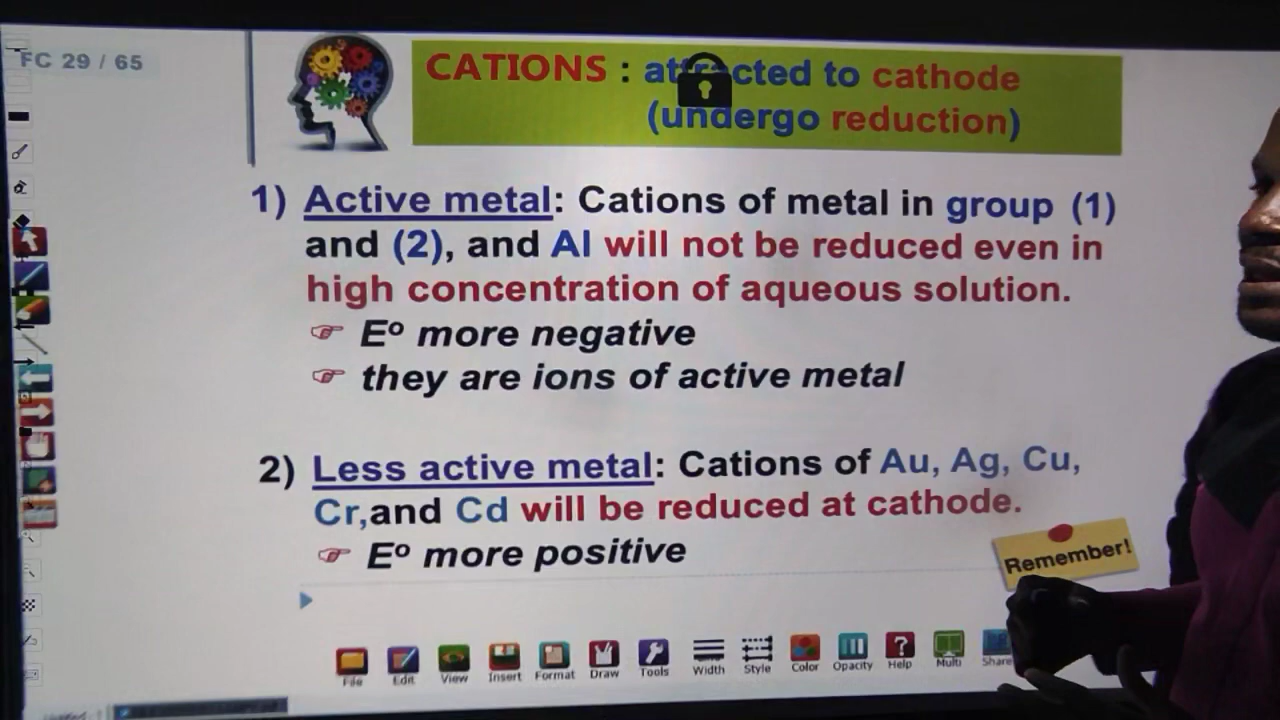 FC 29 / 65
CATIONS : attracted to cathode
(undergo reduction)
1) Active metal: Cations of metal in group (1)
and (2), and Al will not be reduced even in
high concentration of aqueous solution.
☞ Eº more negative
☞ they are ions of active metal
2) Less active metal: Cations of Au, Ag, Cu,
Cr,and Cd will be reduced at cathode.
☞ Eº more positive
Remember!
File Edit View Insert Format Draw Tools Width Style Color Opacity Help Multi Share